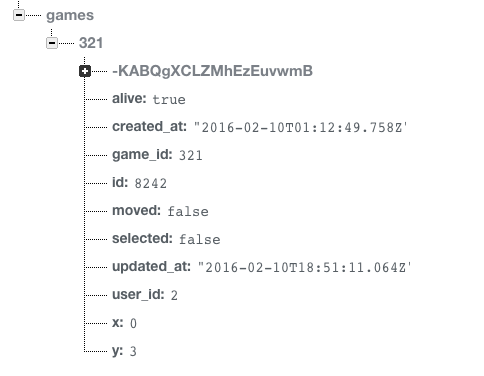 games
321
-KABQgXCLZMhEzEuvwmB
alive: true
created_at: "2016-02-10T01:12:49.758Z'
game_id: 321
id: 8242
moved: false
selected: false
updated_at: "2016-02-10T18:51:11.064Z'
user_id: 2
x: 0
y: 3